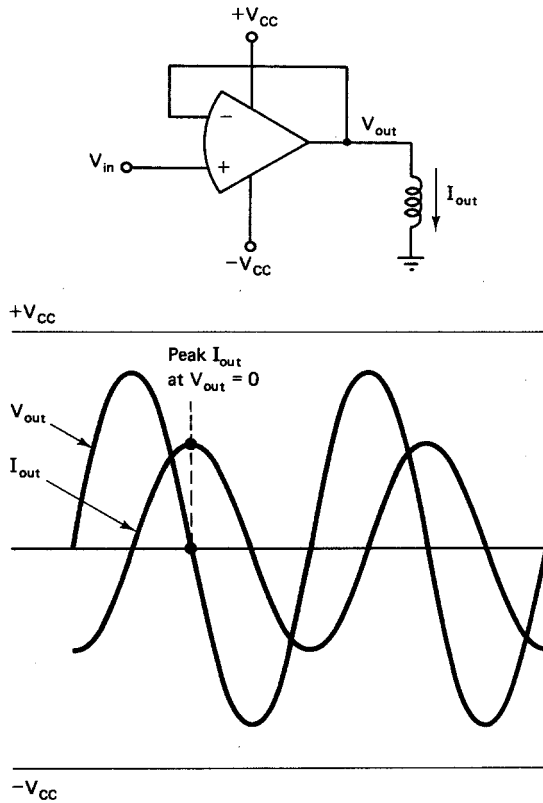 +VCC
−
Vout
Vin
+
Iout
−VCC
+VCC
Peak Iout
at Vout = 0
Vout
Iout
−VCC